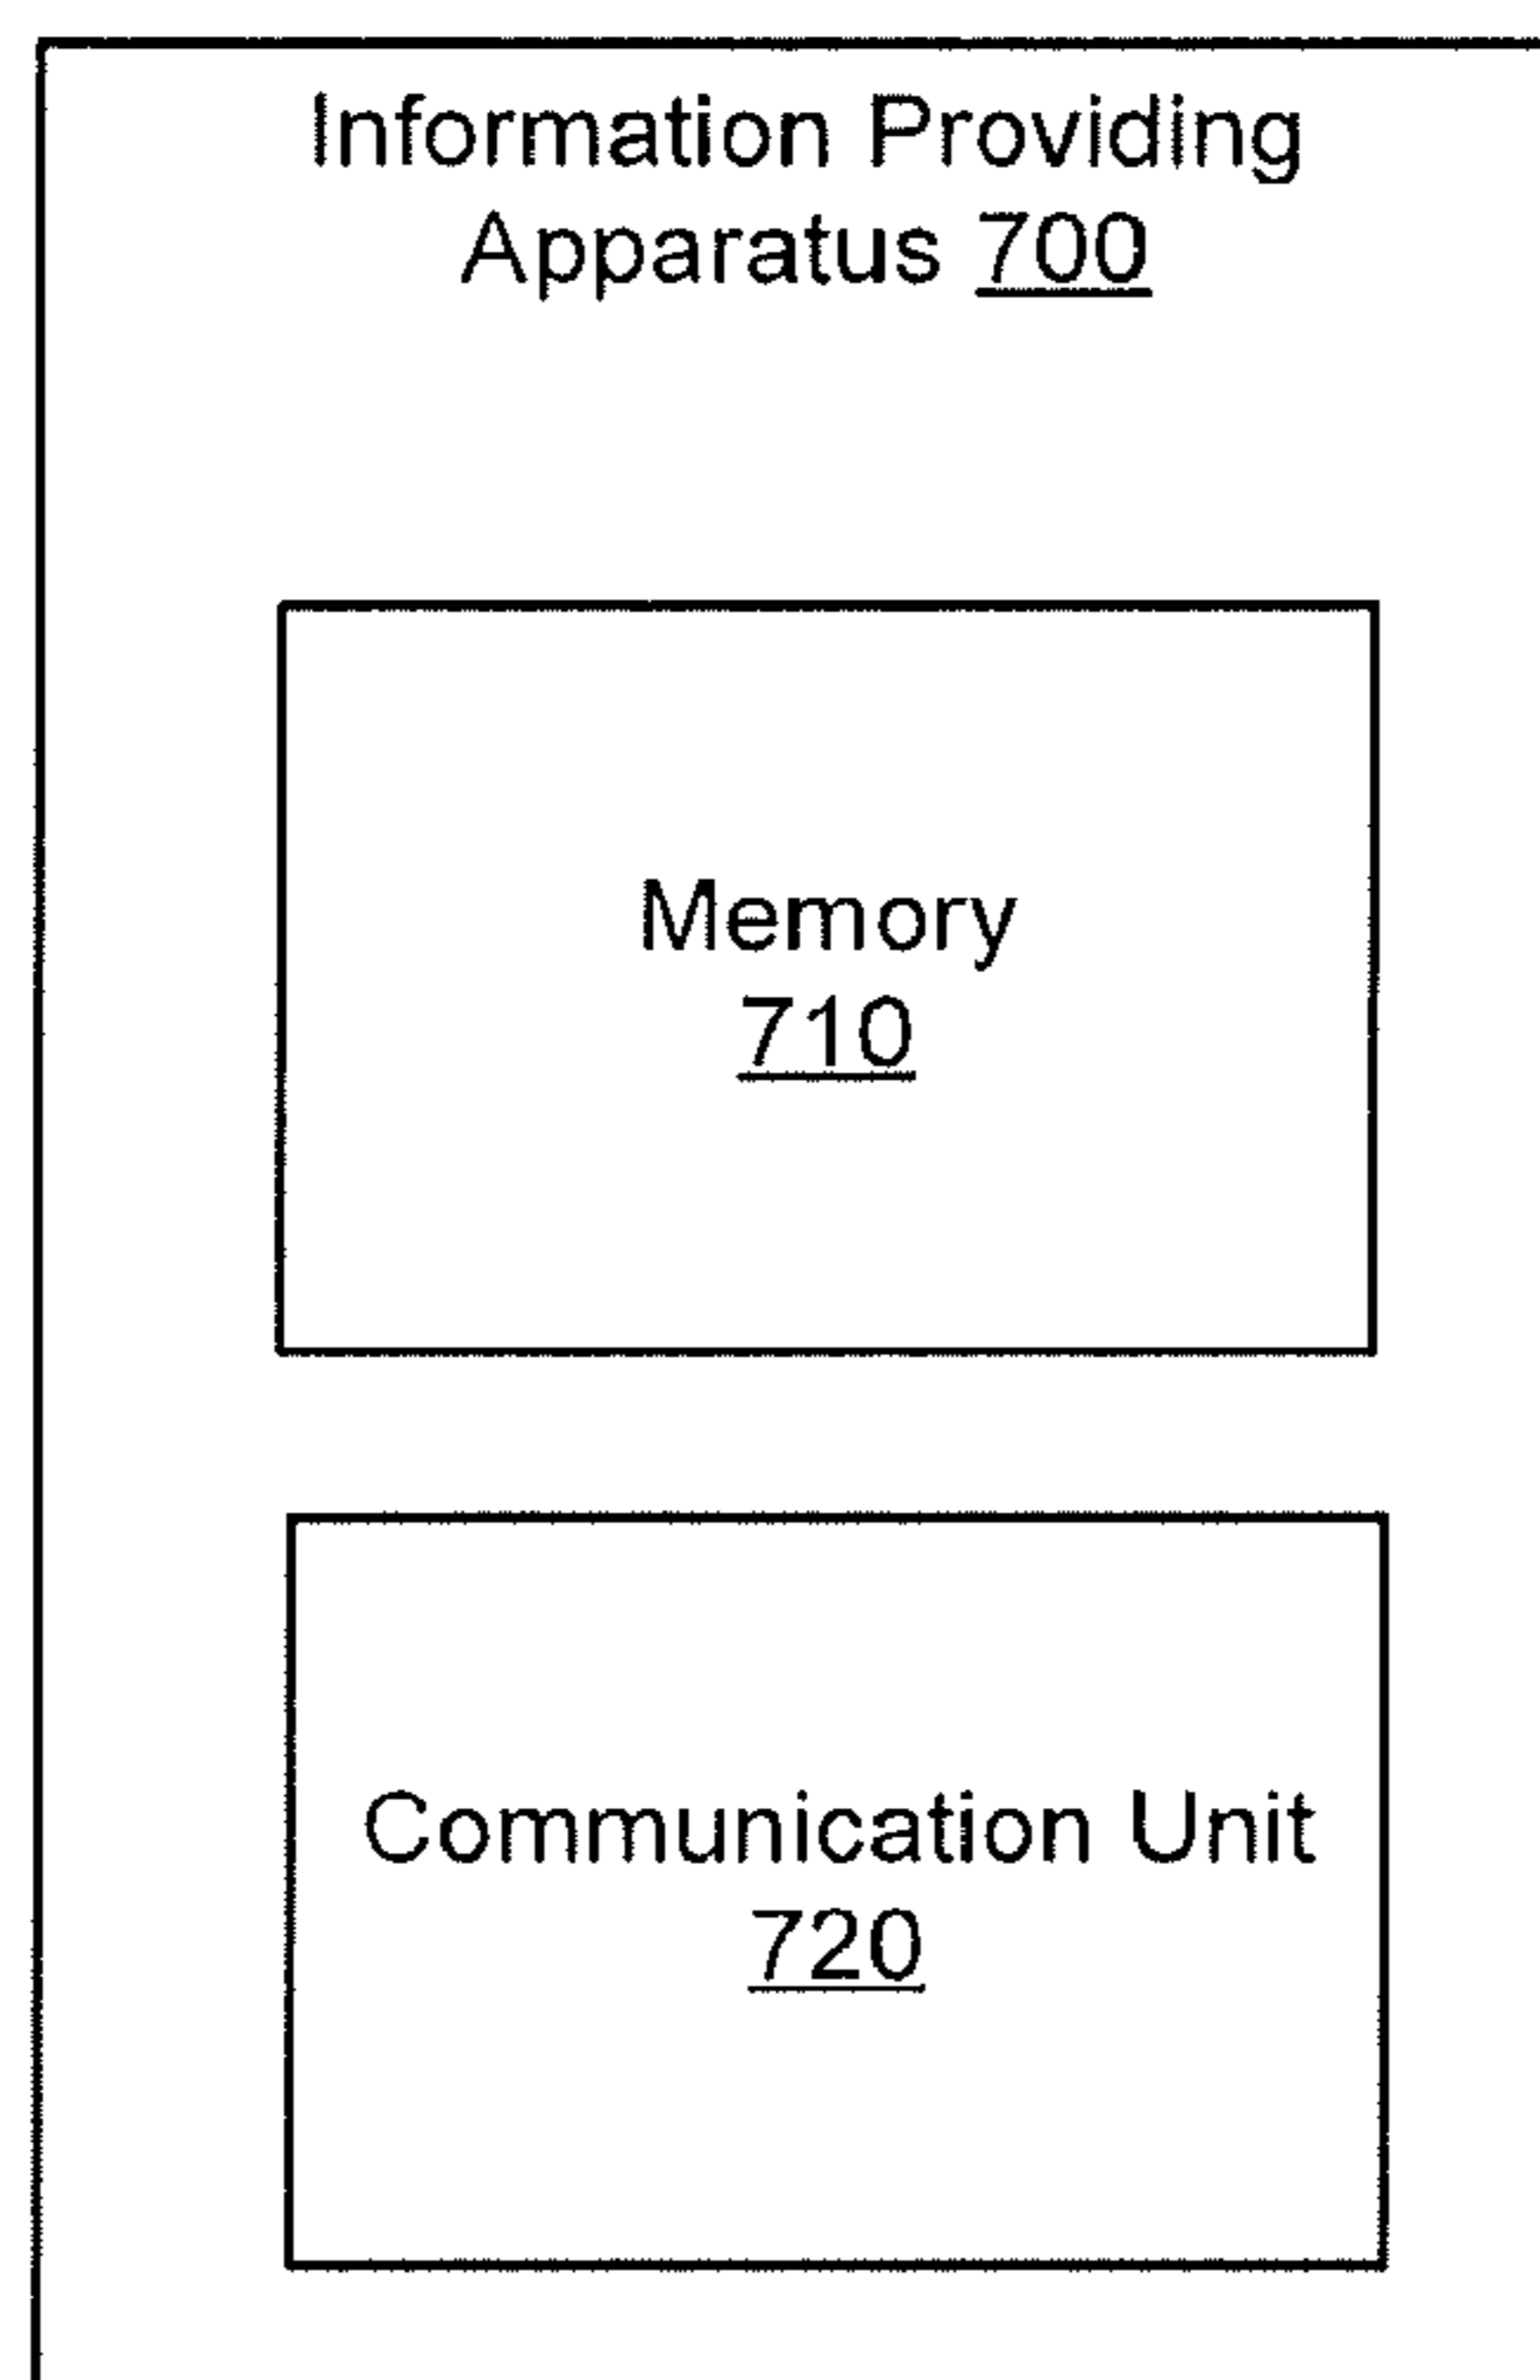 Information Providing
Apparatus 700
Memory
710
Communication Unit
720